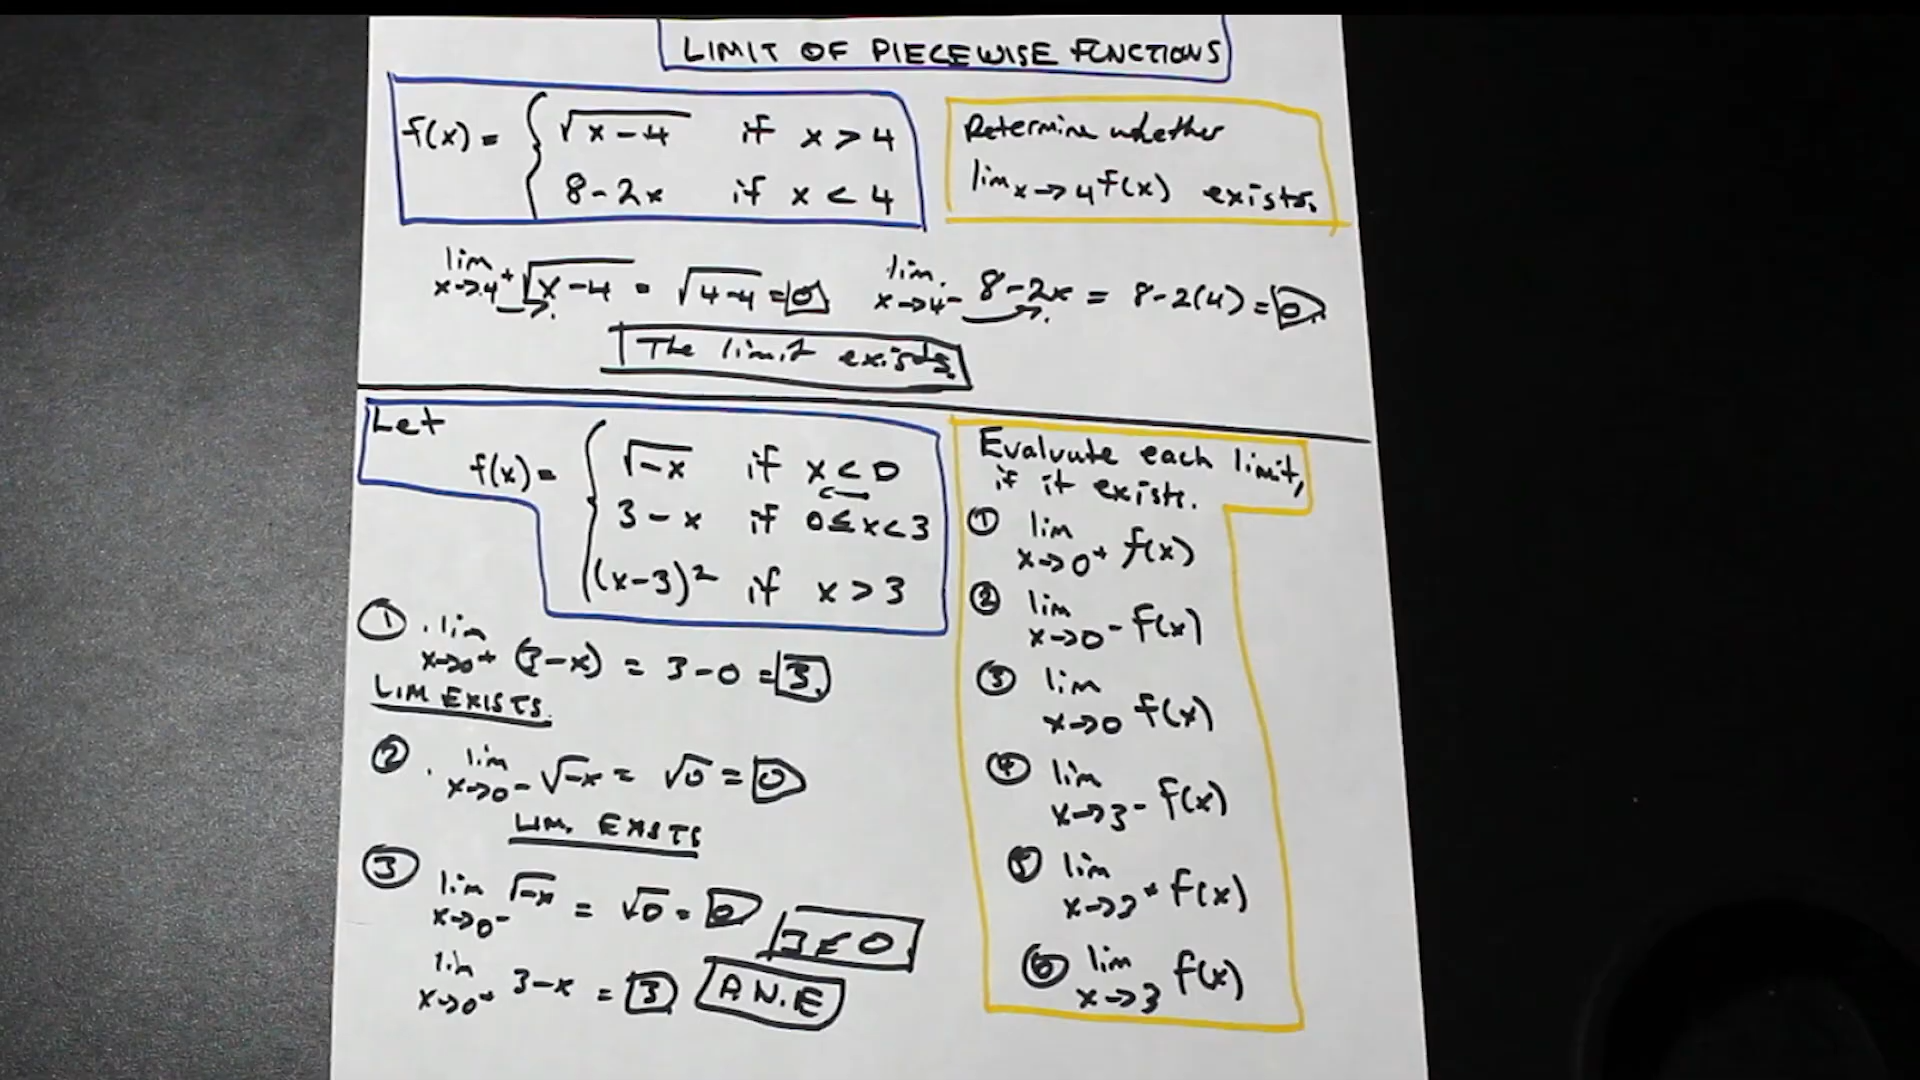 LIMIT OF PIECEWISE FUNCTIONS
f(x) = { √(x-4) if x > 4
8-2x if x < 4
Determine whether
lim x→4 f(x) exists.
lim x→4⁺ √(x-4) = √(4-4) = 0
lim x→4⁻ 8-2x = 8-2(4) = 0
The limit exists.
Let
f(x) = { √-x if x < 0
3-x if 0≤x<3
(x-3)² if x > 3
Evaluate each limit,
if it exists.
① lim x→0⁺ f(x)
② lim x→0⁻ f(x)
③ lim x→0 f(x)
④ lim x→3⁻ f(x)
⑤ lim x→3⁺ f(x)
⑥ lim x→3 f(x)
① . lim x→0⁺ (3-x) = 3-0 = 3.
LIM EXISTS.
② . lim x→0⁻ √-x = √0 = 0
LIM. EXISTS
③ lim x→0⁻ √-x = √0 = 0
3 ≠ 0
lim x→0⁺ 3-x = 3
D.N.E